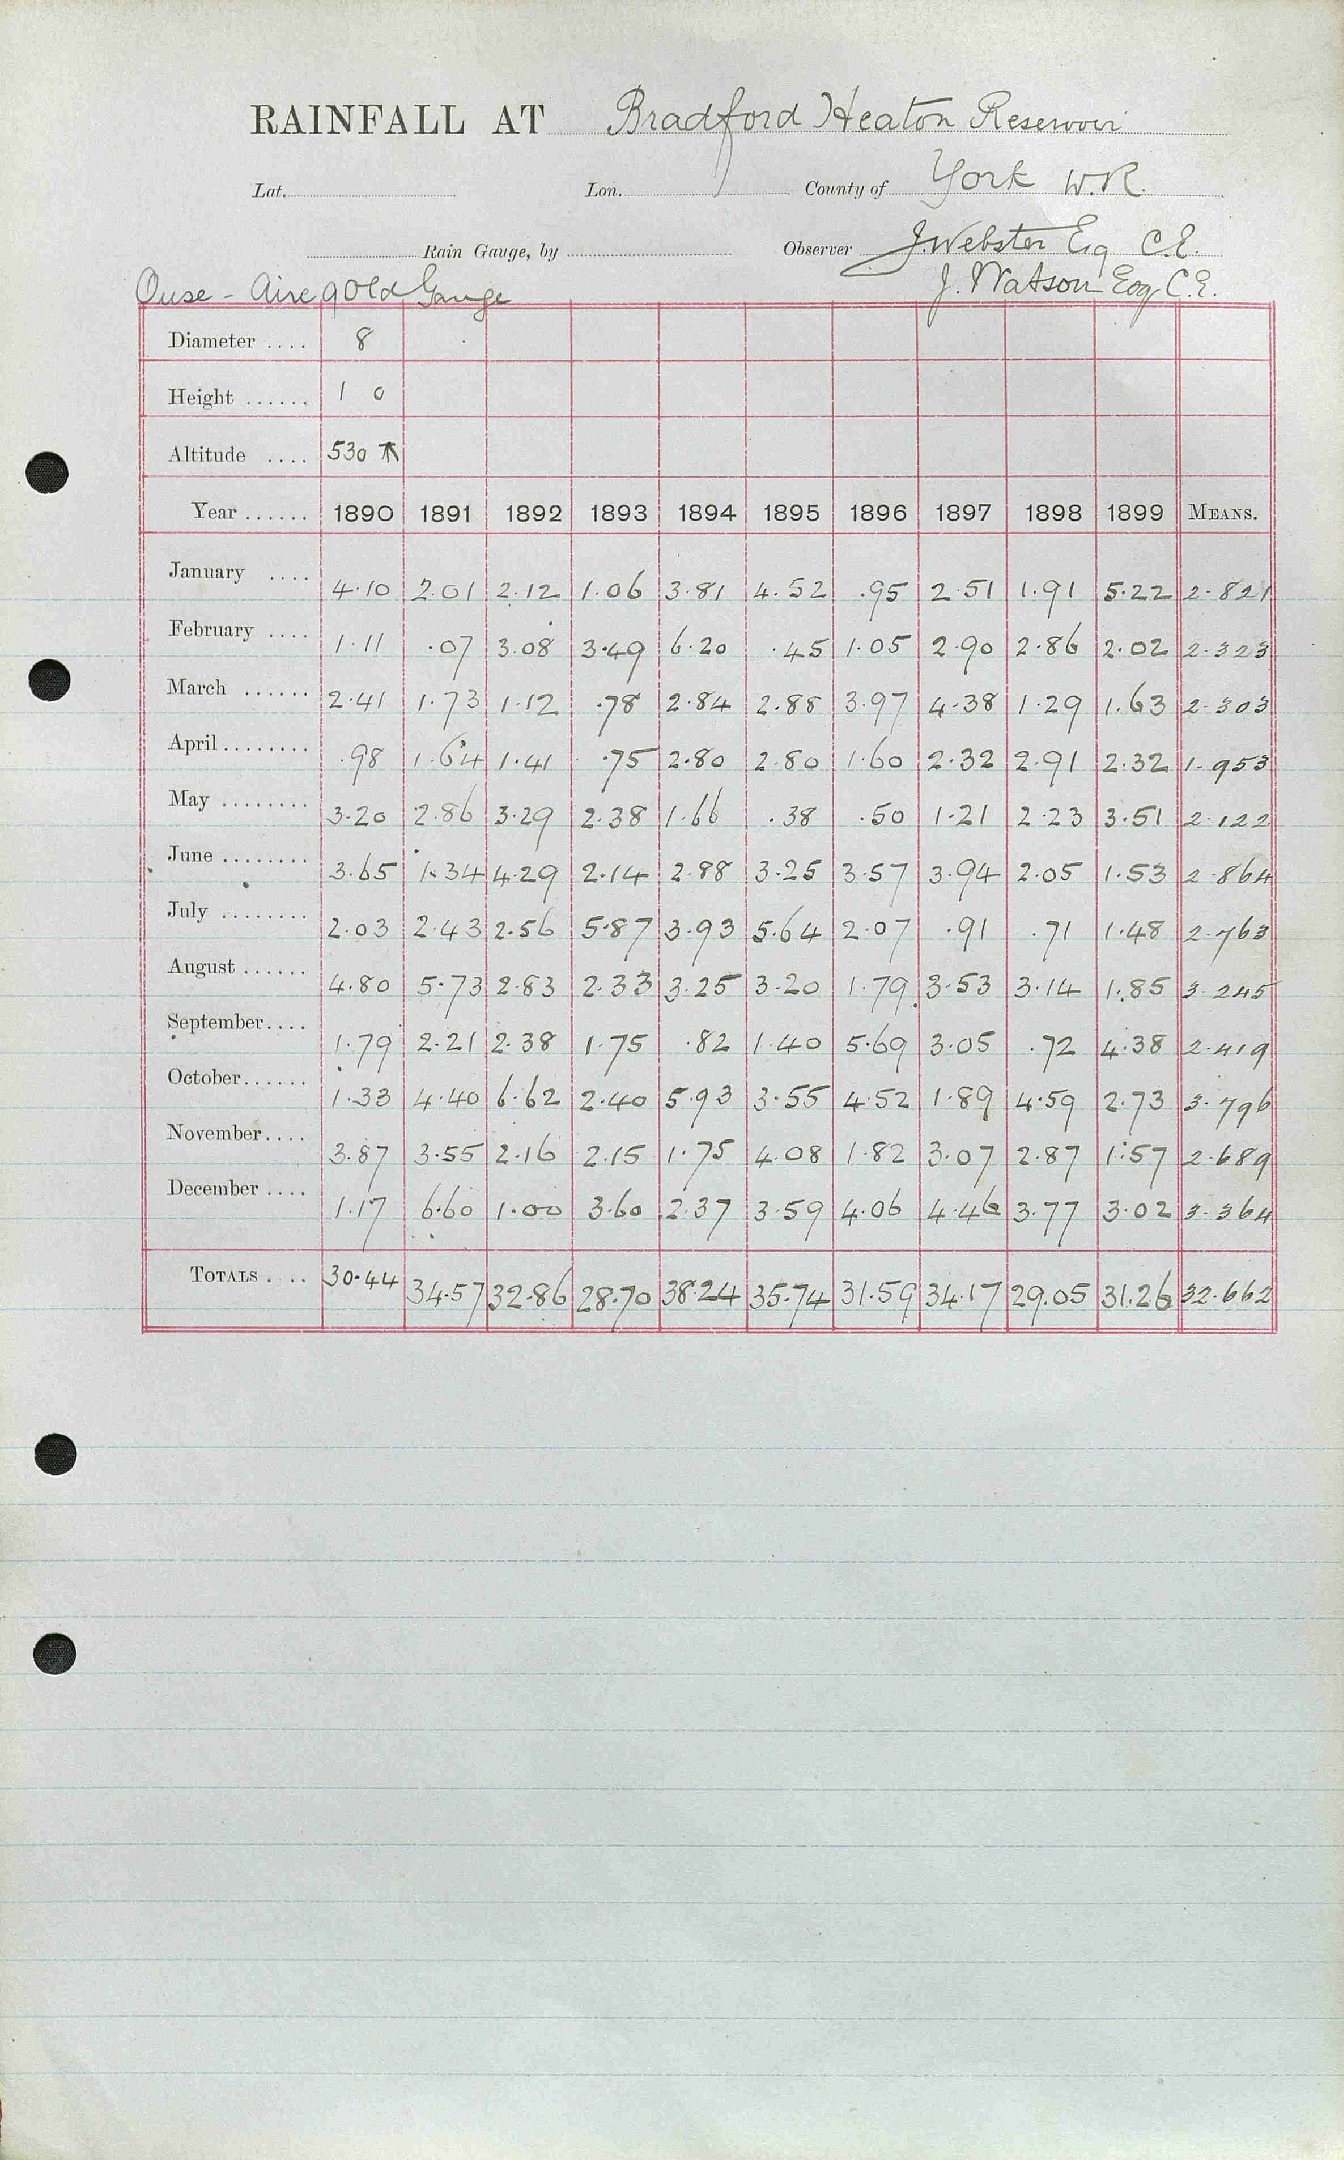 RAINFALL AT Bradford Heaton Reservoir
Lat. Lon. County of York W.R.
Rain Gauge, by Observer J. Webster Esq C.E.
Ouse - Aire 9 Old Gauge J. Watson Esq C.E.
Diameter .... 8
Height ...... 1 0
Altitude .... 530 ↑
Year ...... 1890 1891 1892 1893 1894 1895 1896 1897 1898 1899 MEANS.
January .... 4.10 2.01 2.12 1.06 3.81 4.52 .95 2.51 1.91 5.22 2.821
February .... 1.11 .07 3.08 3.49 6.20 .45 1.05 2.90 2.86 2.02 2.323
March ...... 2.41 1.73 1.12 .78 2.84 2.88 3.97 4.38 1.29 1.63 2.303
April ........ .98 1.64 1.41 .75 2.80 2.80 1.60 2.32 2.91 2.32 1.953
May ........ 3.20 2.86 3.29 2.38 1.66 .38 .50 1.21 2.23 3.51 2.122
June ........ 3.65 1.34 4.29 2.14 2.88 3.25 3.57 3.94 2.05 1.53 2.864
July ........ 2.03 2.43 2.56 5.87 3.93 5.64 2.07 .91 .71 1.48 2.763
August ...... 4.80 5.73 2.83 2.33 3.25 3.20 1.79 3.53 3.14 1.85 3.245
September .... 1.79 2.21 2.38 1.75 .82 1.40 5.69 3.05 .72 4.38 2.419
October ...... 1.33 4.40 6.62 2.40 5.93 3.55 4.52 1.89 4.59 2.73 3.796
November .... 3.87 3.55 2.16 2.15 1.75 4.08 1.82 3.07 2.87 1.57 2.689
December .... 1.17 6.60 1.00 3.60 2.37 3.59 4.06 4.46 3.77 3.02 3.364
TOTALS .... 30.44 34.57 32.86 28.70 38.24 35.74 31.59 34.17 29.05 31.26 32.662